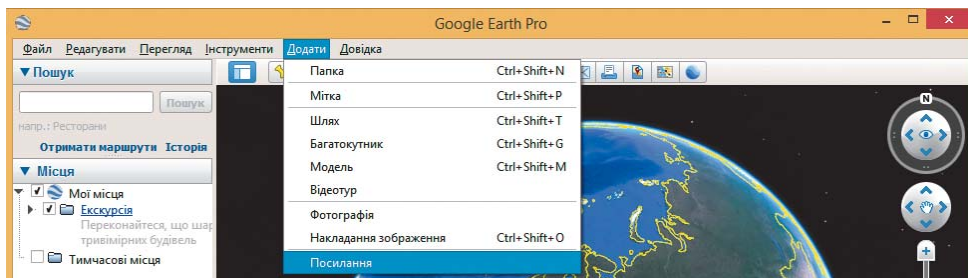 Google Earth Pro
Файл Редагувати Перегляд Інструменти Додати Довідка
Пошук
Пошук
напр.: Ресторани
Отримати маршрути Історія
Місця
Мої місця
Екскурсія
Переконайтеся, що шар
тривимірних будівель
Тимчасові місця
Папка Ctrl+Shift+N
Мітка Ctrl+Shift+P
Шлях Ctrl+Shift+T
Багатокутник Ctrl+Shift+G
Модель Ctrl+Shift+M
Відеотур
Фотографія
Накладання зображення Ctrl+Shift+O
Посилання
N